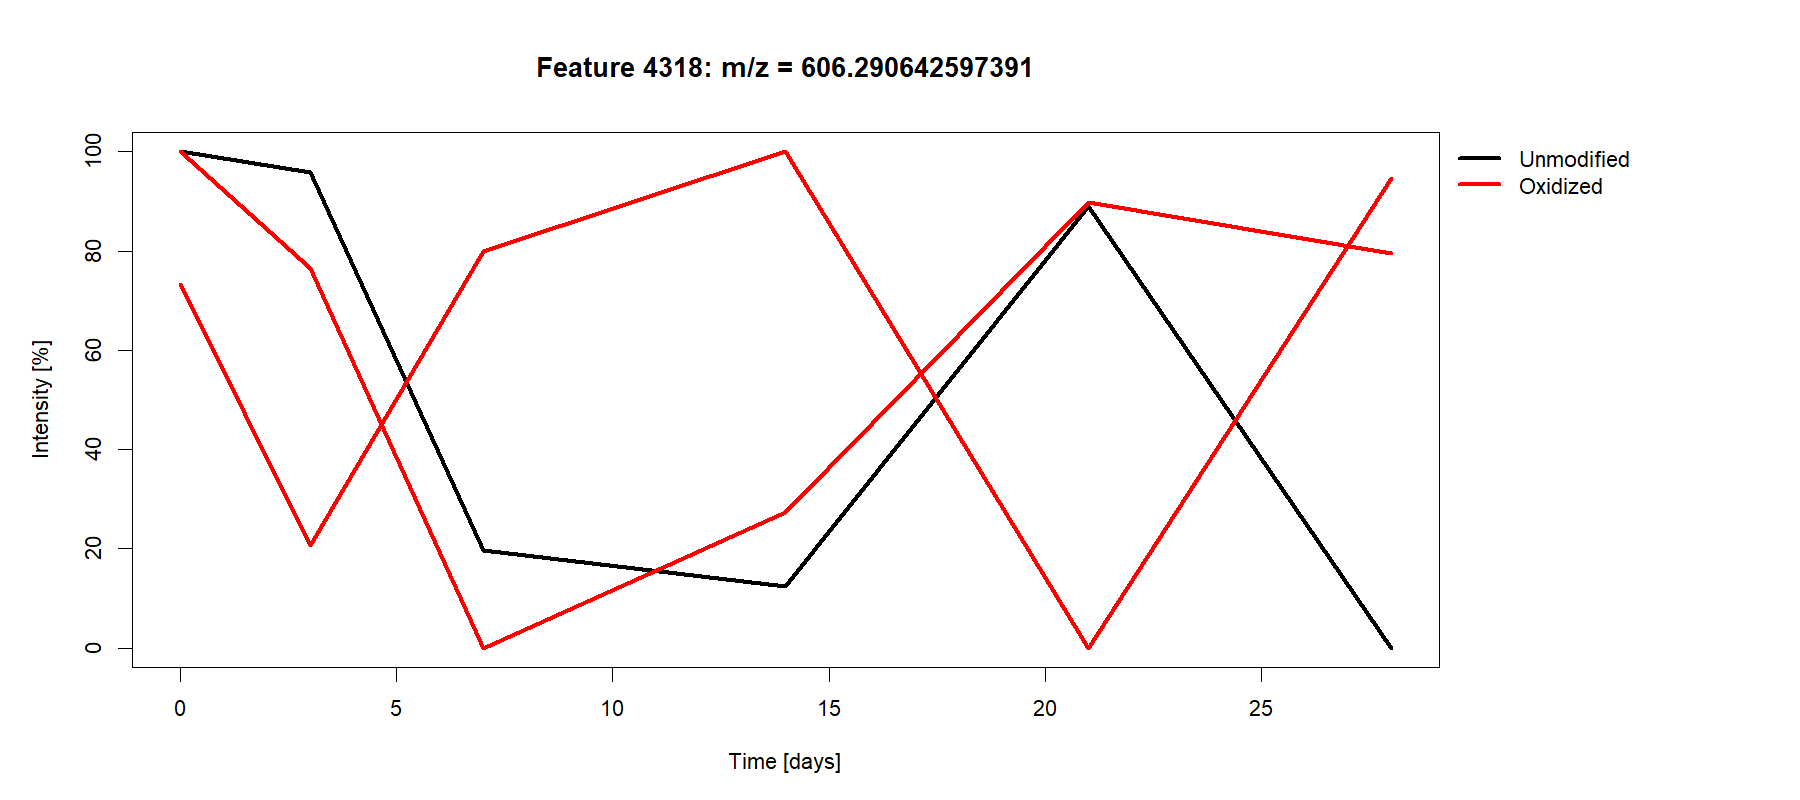 Feature 4318: m/z = 606.290642597391
Unmodified
Oxidized
Intensity [%]
100
80
60
40
20
0
0 5 10 15 20 25
Time [days]